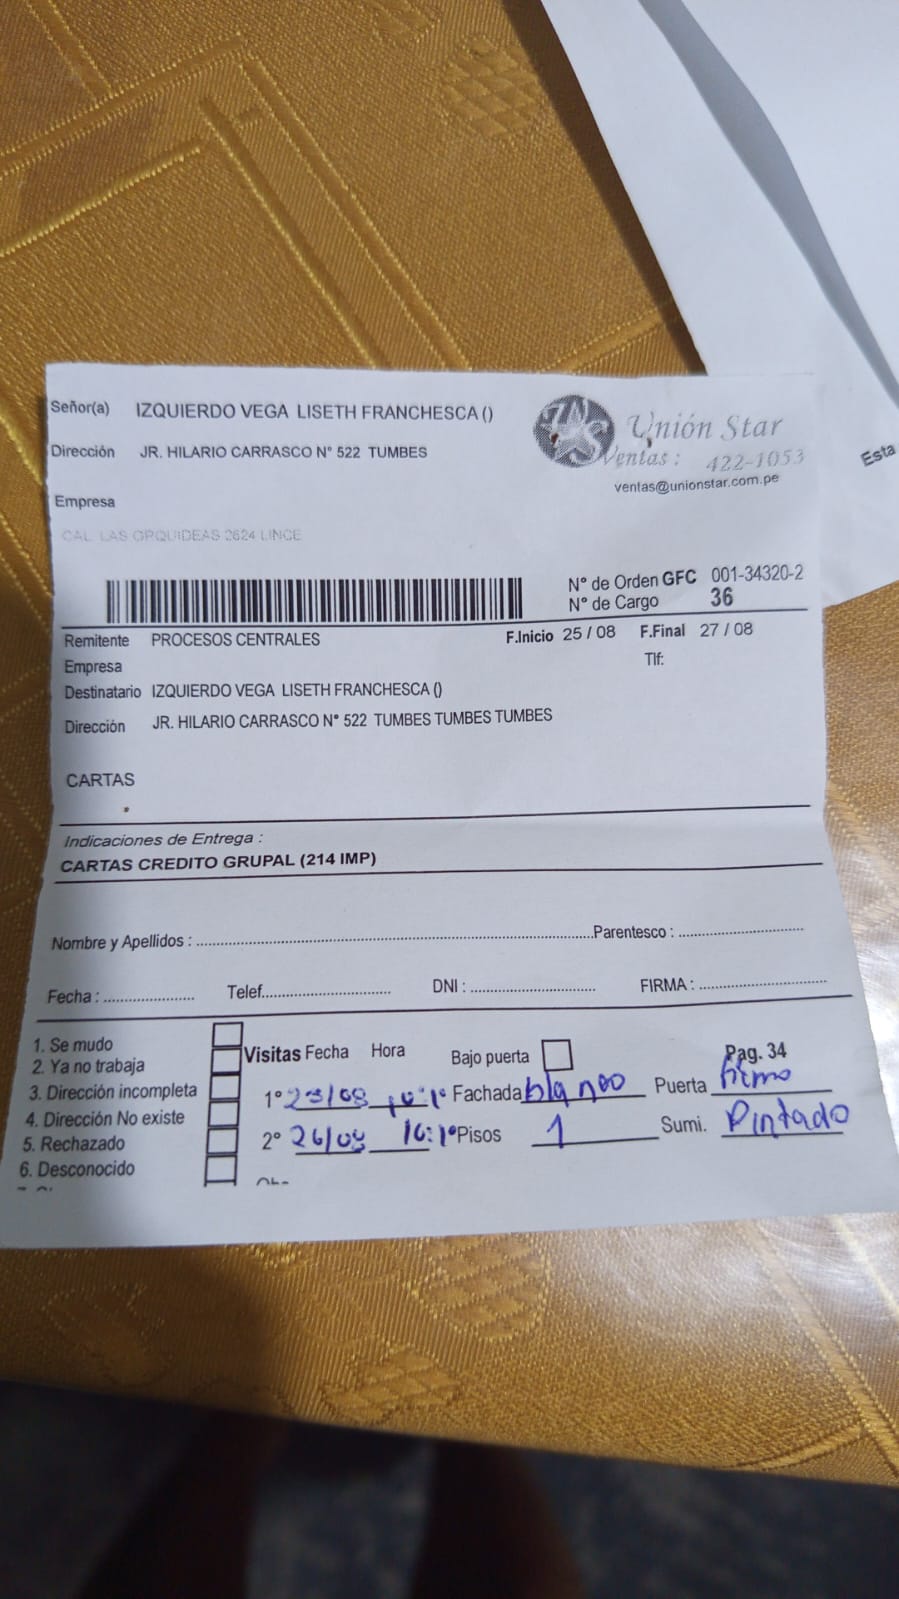 Señor(a) IZQUIERDO VEGA LISETH FRANCHESCA ()
Dirección JR. HILARIO CARRASCO N° 522 TUMBES
Unión Star
Ventas : 422-1053
ventas@unionstar.com.pe
Esta
Empresa
CAL. LAS ORQUIDEAS 2624 LINCE
N° de Orden GFC 001-34320-2
N° de Cargo 36
Remitente PROCESOS CENTRALES F.Inicio 25 / 08 F.Final 27 / 08
Empresa Tlf:
Destinatario IZQUIERDO VEGA LISETH FRANCHESCA ()
Dirección JR. HILARIO CARRASCO N° 522 TUMBES TUMBES TUMBES
CARTAS
Indicaciones de Entrega :
CARTAS CREDITO GRUPAL (214 IMP)
Nombre y Apellidos : Parentesco :
Fecha : Telef. DNI : FIRMA :
1. Se mudo
2. Ya no trabaja
3. Dirección incompleta
4. Dirección No existe
5. Rechazado
6. Desconocido
Visitas Fecha Hora Bajo puerta Pag. 34
1° Fachada Puerta
2° 26/08 Pisos 1 Sumi. Pintado